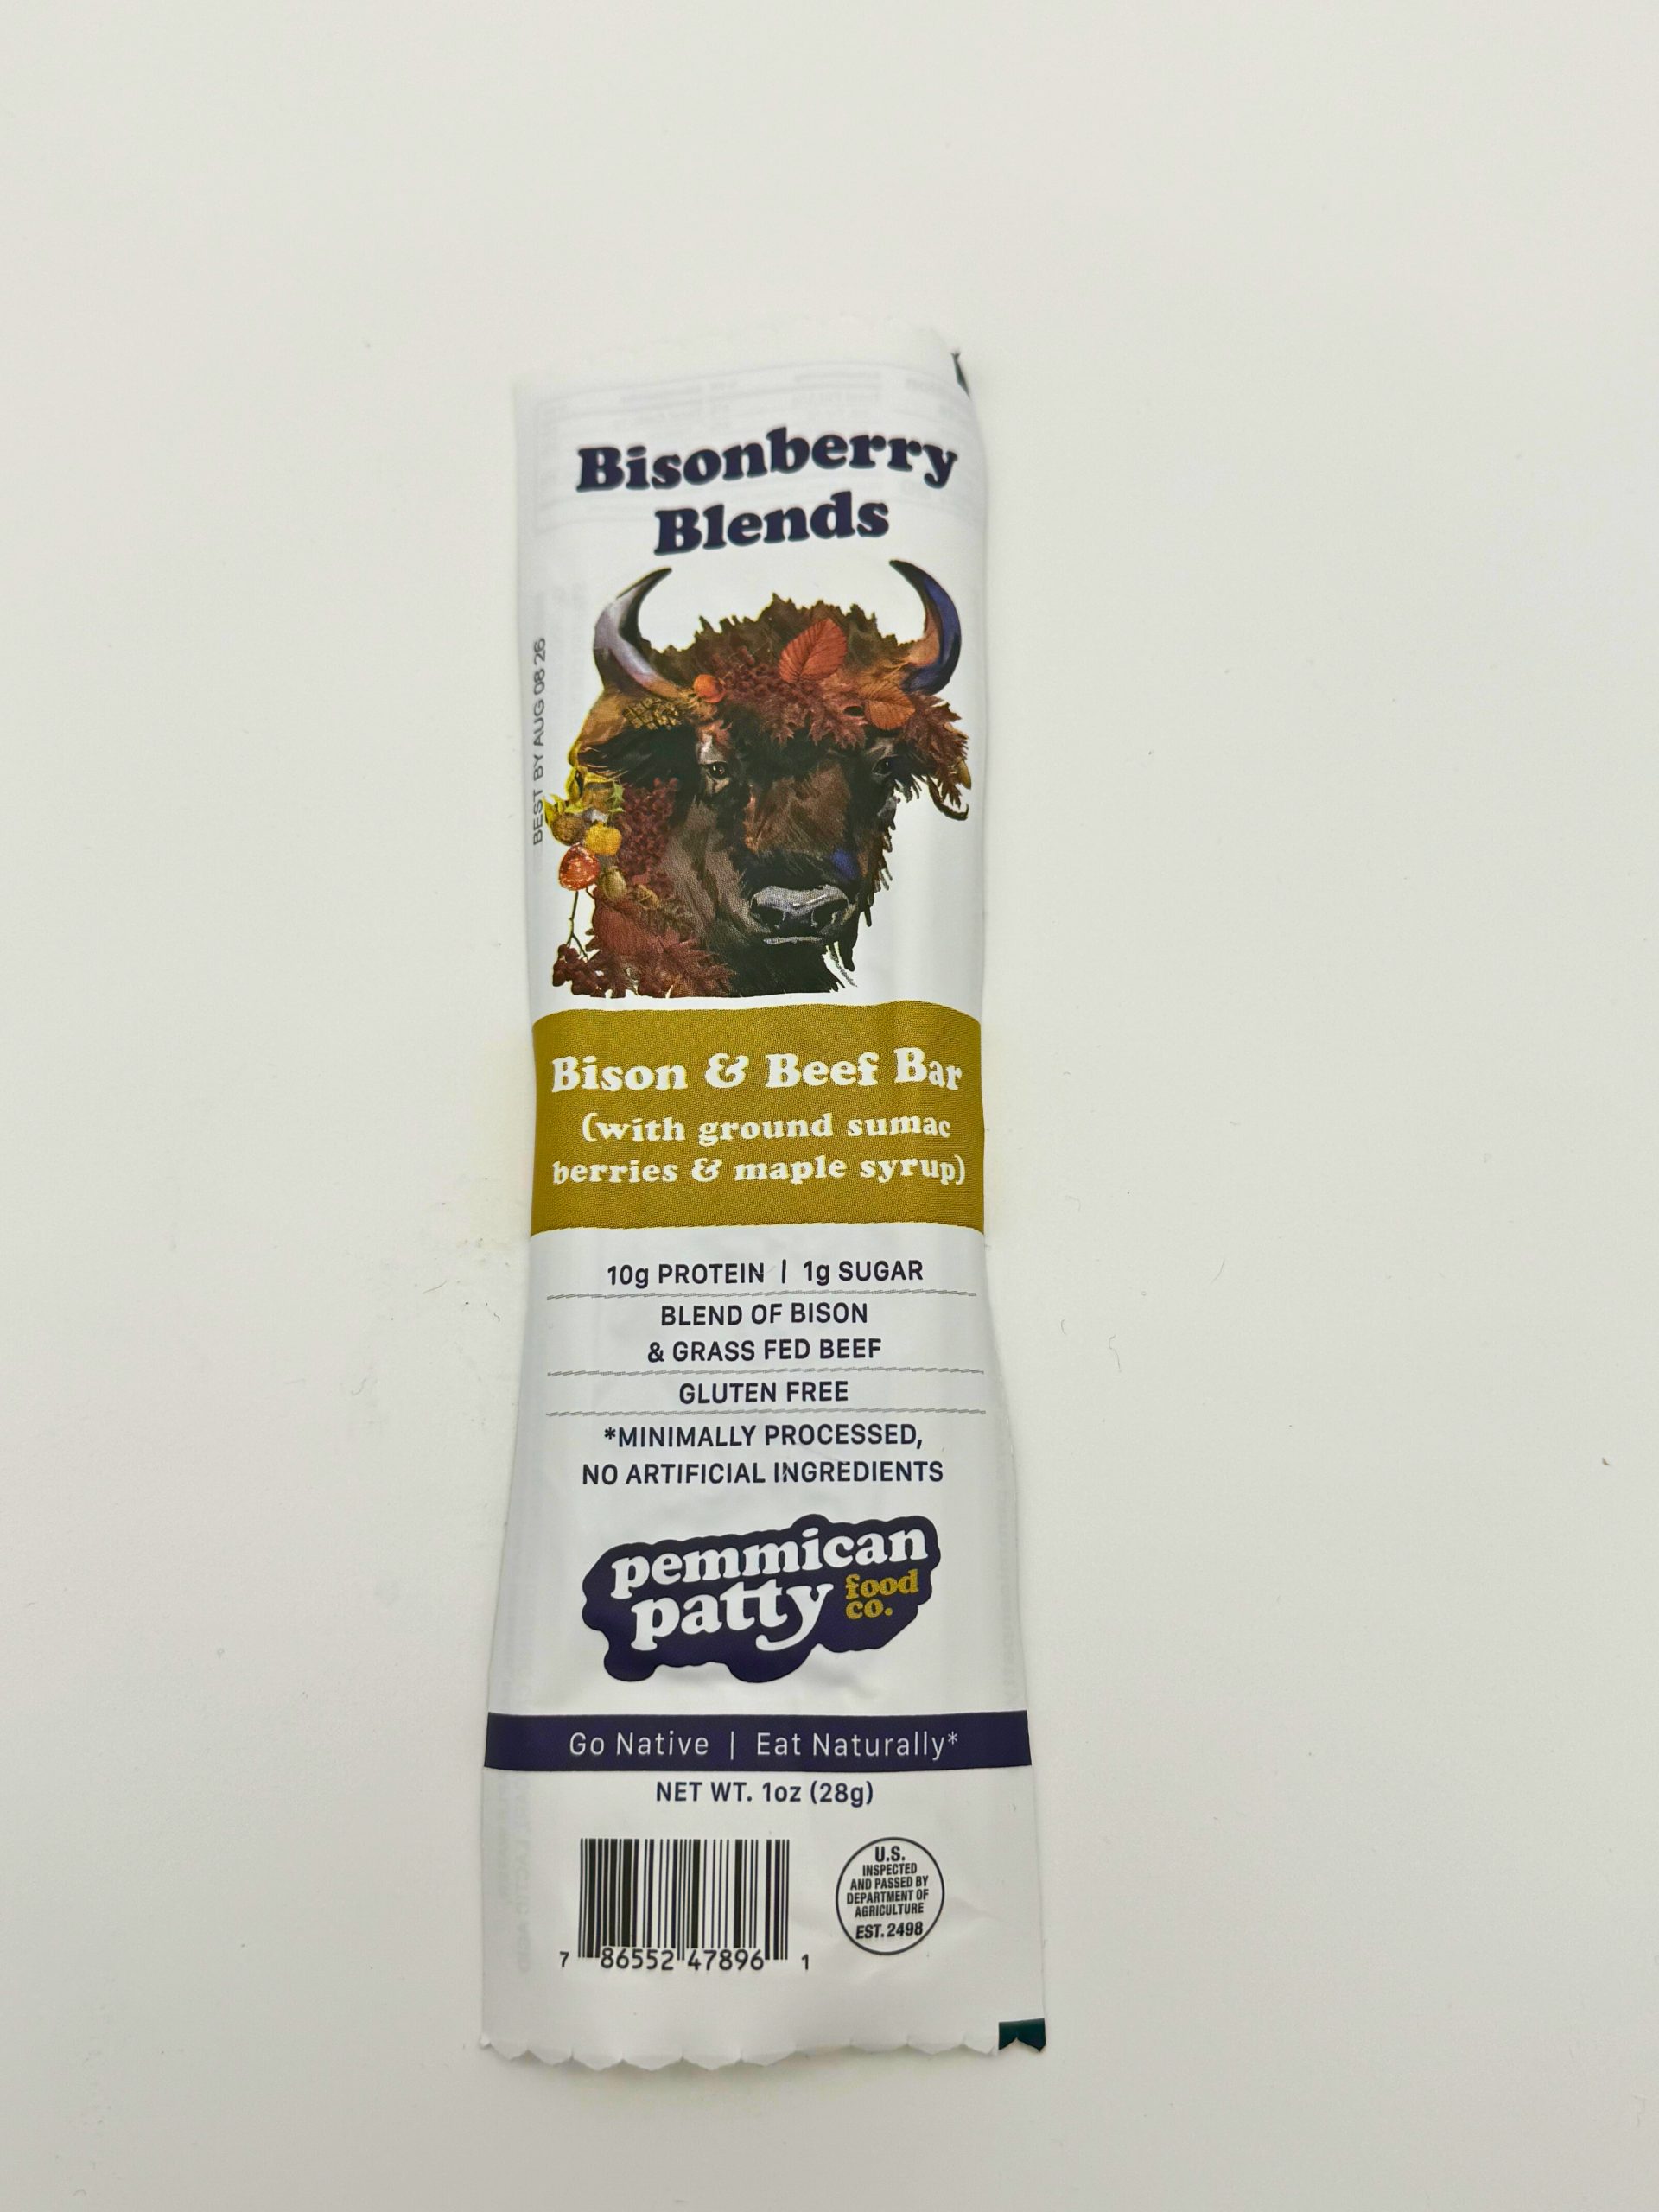 Bisonberry
Blends
BEST BY AUG 08 26
Bison & Beef Bar
(with ground sumac
berries & maple syrup)
10g PROTEIN | 1g SUGAR
BLEND OF BISON
& GRASS FED BEEF
GLUTEN FREE
*MINIMALLY PROCESSED,
NO ARTIFICIAL INGREDIENTS
pemmican
patty food
co.
Go Native | Eat Naturally*
NET WT. 1oz (28g)
7 86552 47896 1
U.S.
INSPECTED
AND PASSED BY
DEPARTMENT OF
AGRICULTURE
EST. 2498